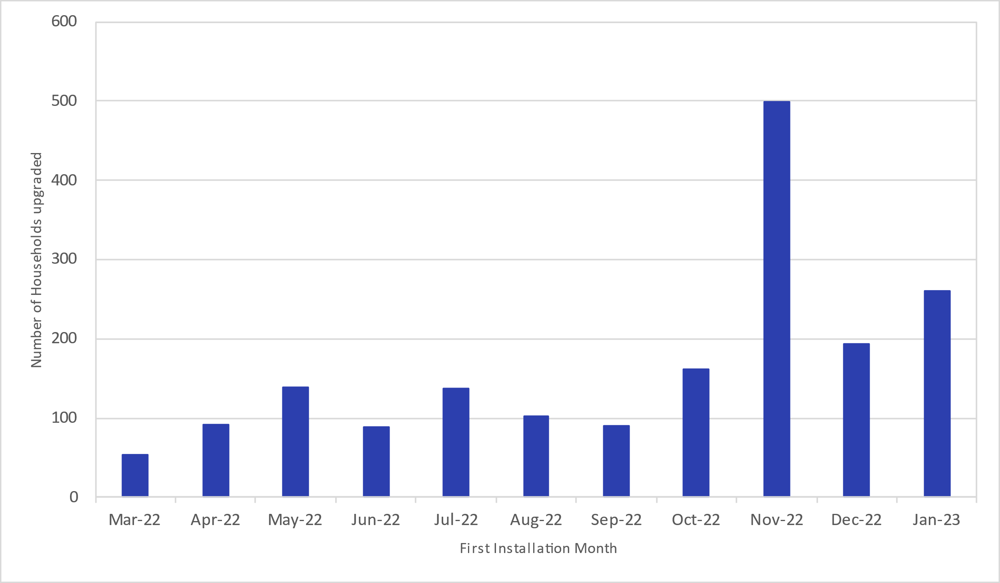 600
500
400
300
200
100
0
Number of Households upgraded
Mar-22 Apr-22 May-22 Jun-22 Jul-22 Aug-22 Sep-22 Oct-22 Nov-22 Dec-22 Jan-23
First Installation Month